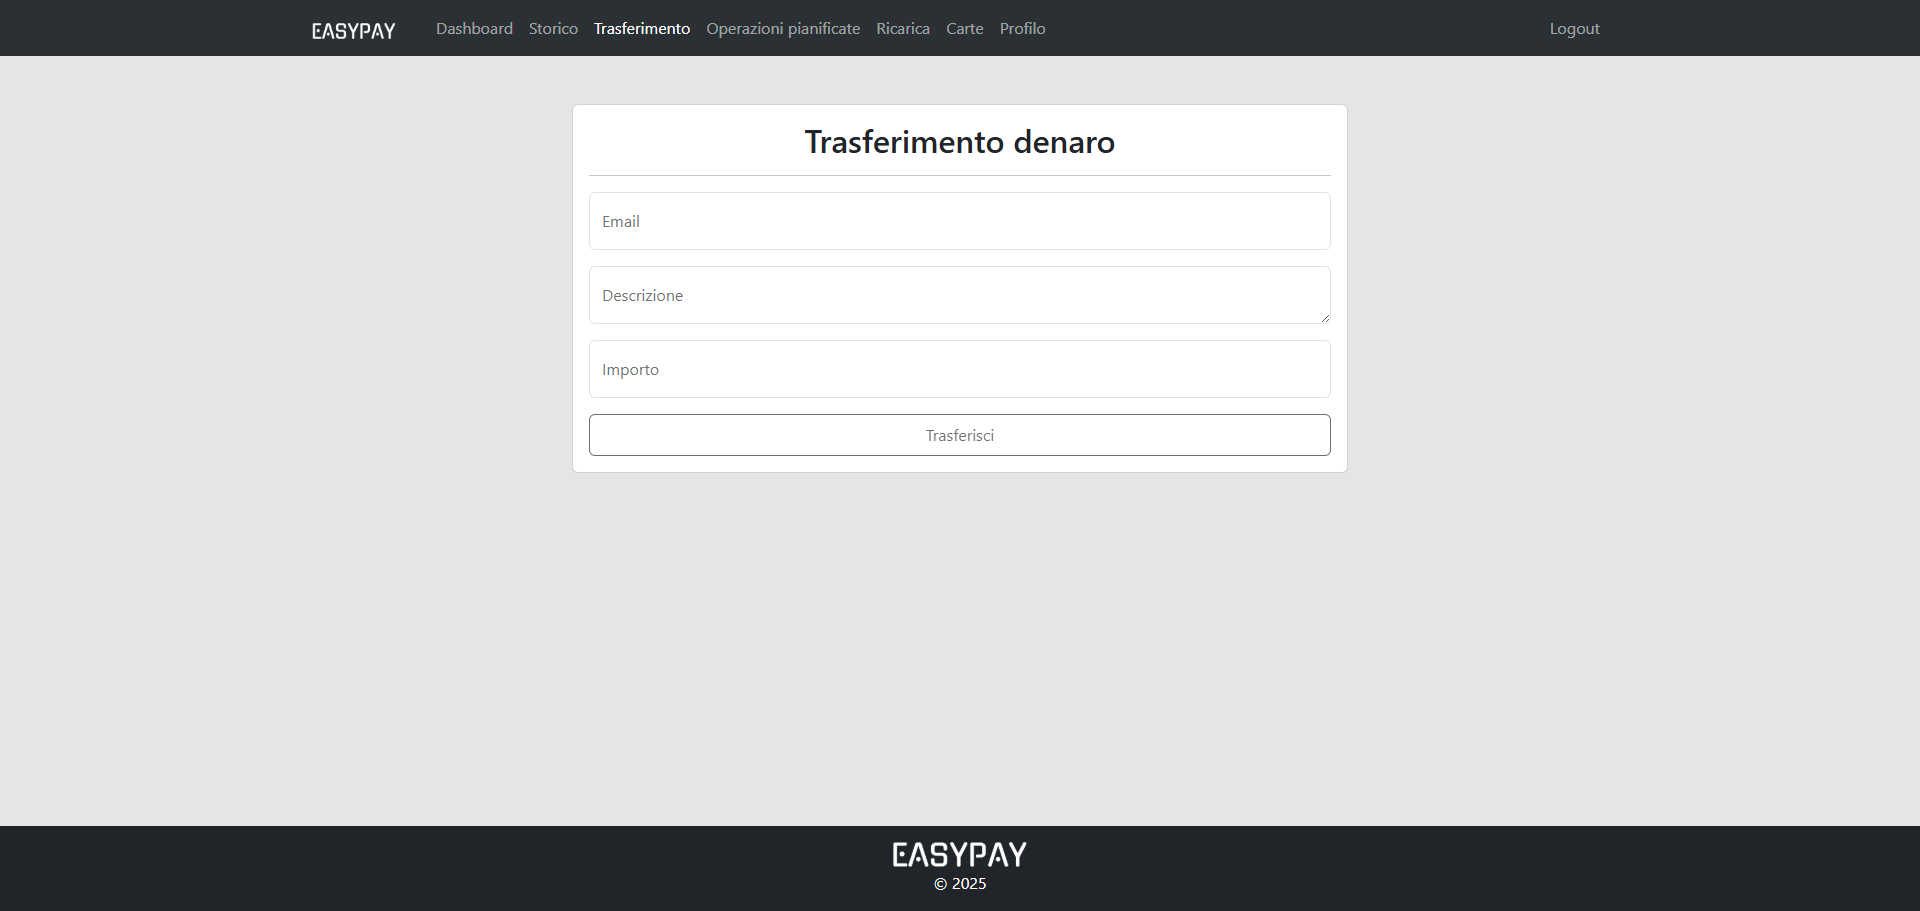 EASYPAY Dashboard Storico Trasferimento Operazioni pianificate Ricarica Carte Profilo Logout
Trasferimento denaro
Email
Descrizione
Importo
Trasferisci
EASYPAY
© 2025